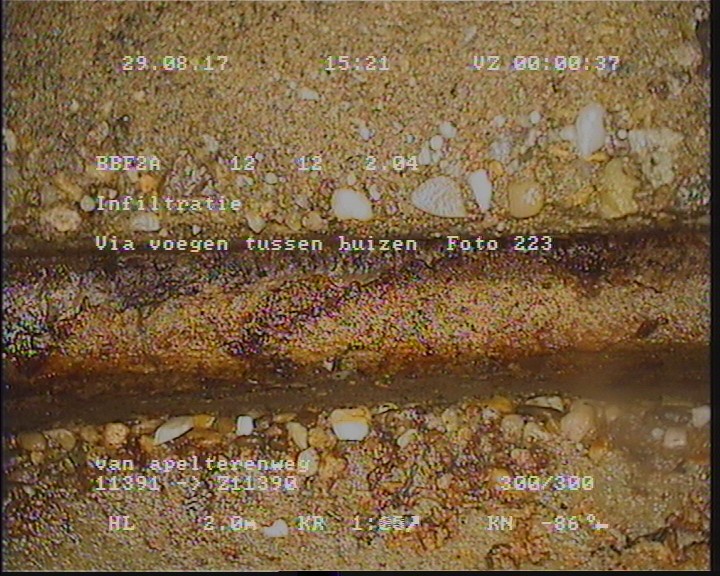 29.08.17 15:21 VZ 00:00:37
BBF2A 12 12 2.04
Infiltratie
Via voegen tussen buizen Foto 223
van apelterenweg
11391 -> Z11390 300/300
HL 2.0m KR KN -86